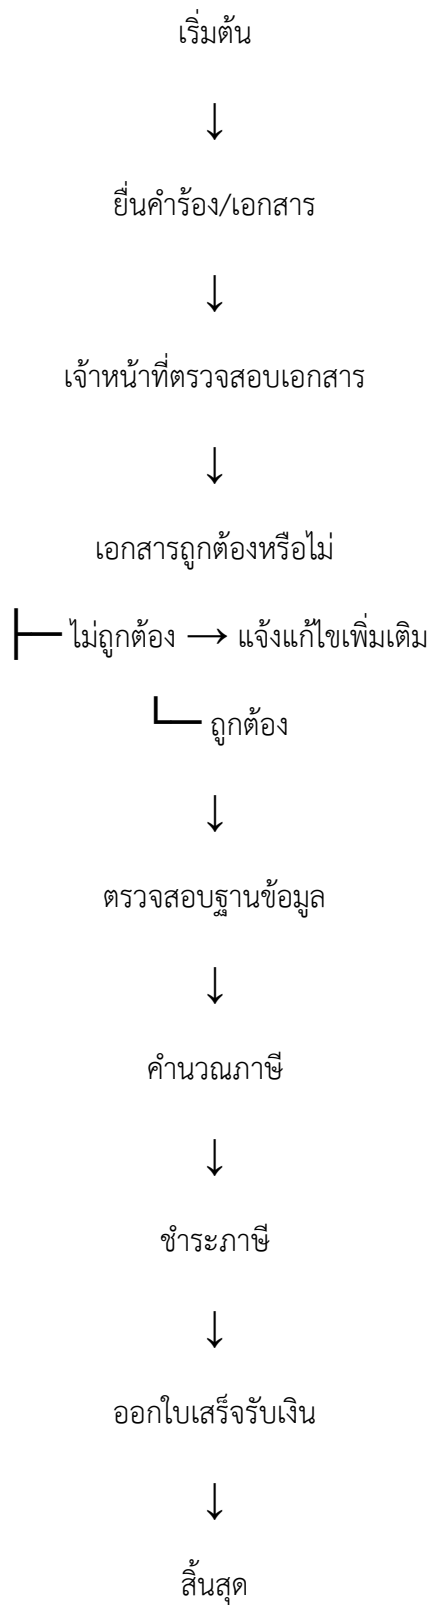 เริ่มต้น
↓
ยื่นคำร้อง/เอกสาร
↓
เจ้าหน้าที่ตรวจสอบเอกสาร
↓
เอกสารถูกต้องหรือไม่
├── ไม่ถูกต้อง → แจ้งแก้ไขเพิ่มเติม
└── ถูกต้อง
↓
ตรวจสอบฐานข้อมูล
↓
คำนวณภาษี
↓
ชำระภาษี
↓
ออกใบเสร็จรับเงิน
↓
สิ้นสุด